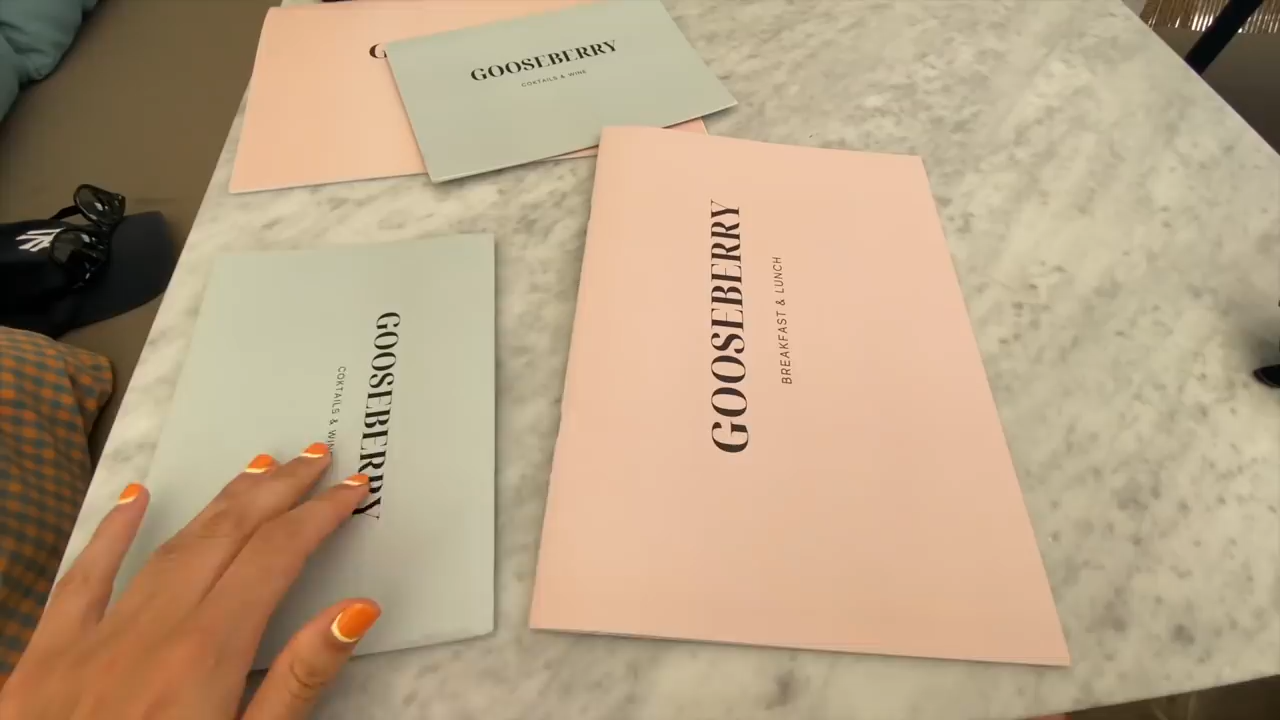 GOOSEBERRY
COKTAILS & WINE
GOOSEBERRY
COKTAILS &
GOOSEBERRY
BREAKFAST & LUNCH